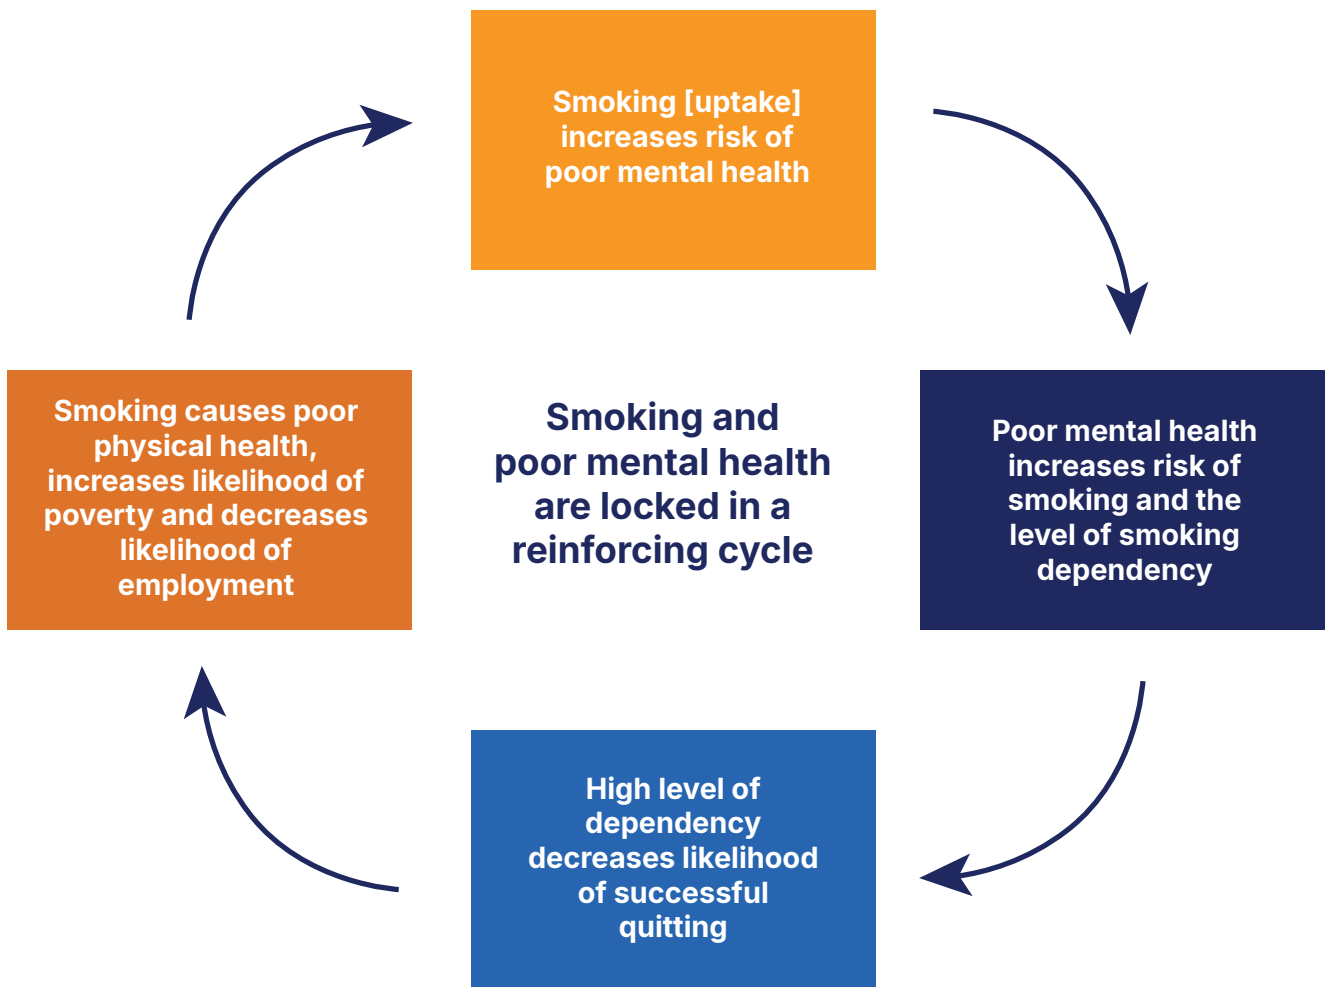 Smoking [uptake]
increases risk of
poor mental health
Smoking causes poor
physical health,
increases likelihood of
poverty and decreases
likelihood of
employment
Smoking and
poor mental health
are locked in a
reinforcing cycle
Poor mental health
increases risk of
smoking and the
level of smoking
dependency
High level of
dependency
decreases likelihood
of successful
quitting